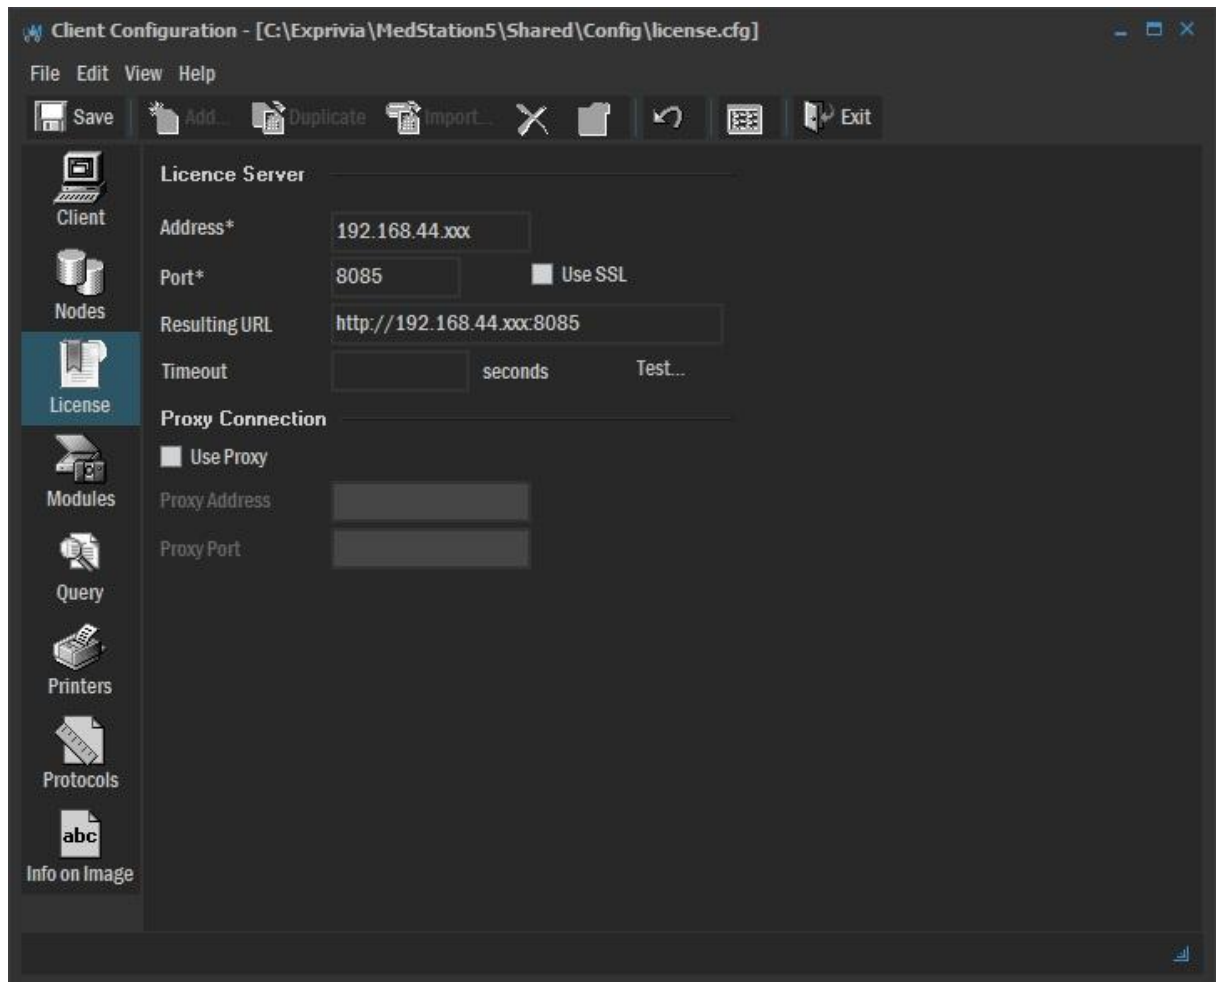 Client Configuration - [C:\Exprivia\MedStation5\Shared\Config\license.cfg]
File Edit View Help
Save Add... Duplicate Import... Exit
Client
Nodes
License
Modules
Query
Printers
Protocols
abc
Info on Image
Licence Server
Address* 192.168.44.xxx
Port* 8085 Use SSL
Resulting URL http://192.168.44.xxx:8085
Timeout seconds Test...
Proxy Connection
Use Proxy
Proxy Address
Proxy Port